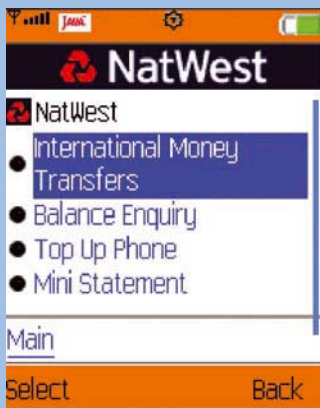 JAVA
NatWest
NatWest
International Money
Transfers
Balance Enquiry
Top Up Phone
Mini Statement
Main
Select Back